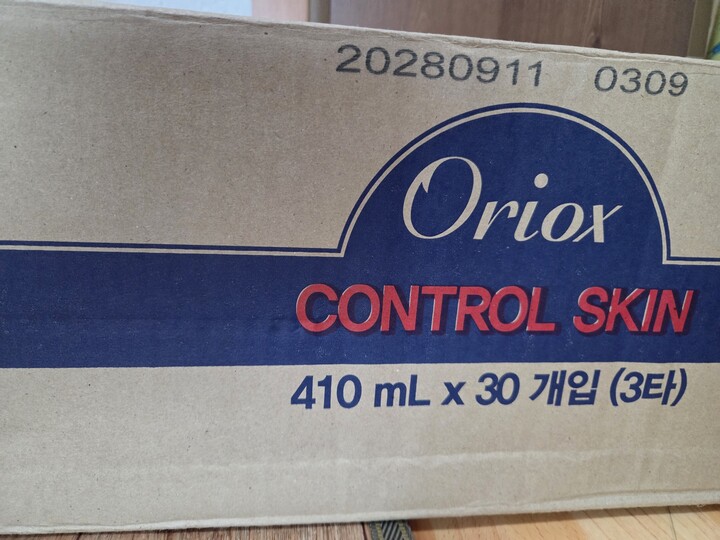 20280911 0309
Oriox
CONTROL SKIN
410 mL x 30 개입 (3타)